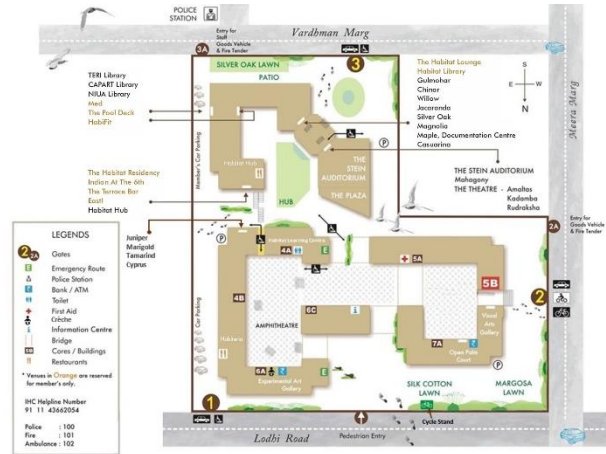 POLICE
STATION
Entry for
Staff
Goods Vehicle
& Fire Tender
Vardhman Marg
3A
3
SILVER OAK LAWN
PATIO
TERI Library
CAPART Library
NIUA Library
Med
The Pool Deck
HabiFit
The Habitat Lounge
Habitat Library
Gulmohar
Chinar
Willow
Jacaranda
Silver Oak
Magnolia
Maple, Documentation Centre
Casuarina
S
E
W
N
Meera Marg
Member's Car Parking
P
THE STEIN AUDITORIUM
Mahogany
THE THEATRE - Amaltas
Kadamba
Rudraksha
The Habitat Residency
Indian At The 6th
The Terrace Bar
Eastl
Habitat Hub
Habitat Hub
THE
STEIN
AUDITORIUM
THE PLAZA
HUB
2A
Entry for
Goods Vehicle
& Fire Tender
Juniper
Marigold
Tamarind
Cyprus
P
Habitat Learning Centre
4A
E
5A
5B
2
4B
6C
AMPHITHEATRE
Car Parking
Habitera
Visual
Arts
Gallery
7A
Open Palm
Court
6A
E
Experimental Art
Gallery
P
SILK COTTON
LAWN
MARGOSA
LAWN
1
Cycle Stand
Lodhi Road
Pedestrian Entry
LEGENDS
2
2A
Gates
E
Emergency Route
Police Station
Bank / ATM
Toilet
First Aid
Crèche
Information Centre
Bridge
5B
Cores / Buildings
Restaurants
* Venues in Orange are reserved
for member's only.
IHC Helpline Number
91 11 43662054
Police : 100
Fire : 101
Ambulance : 102